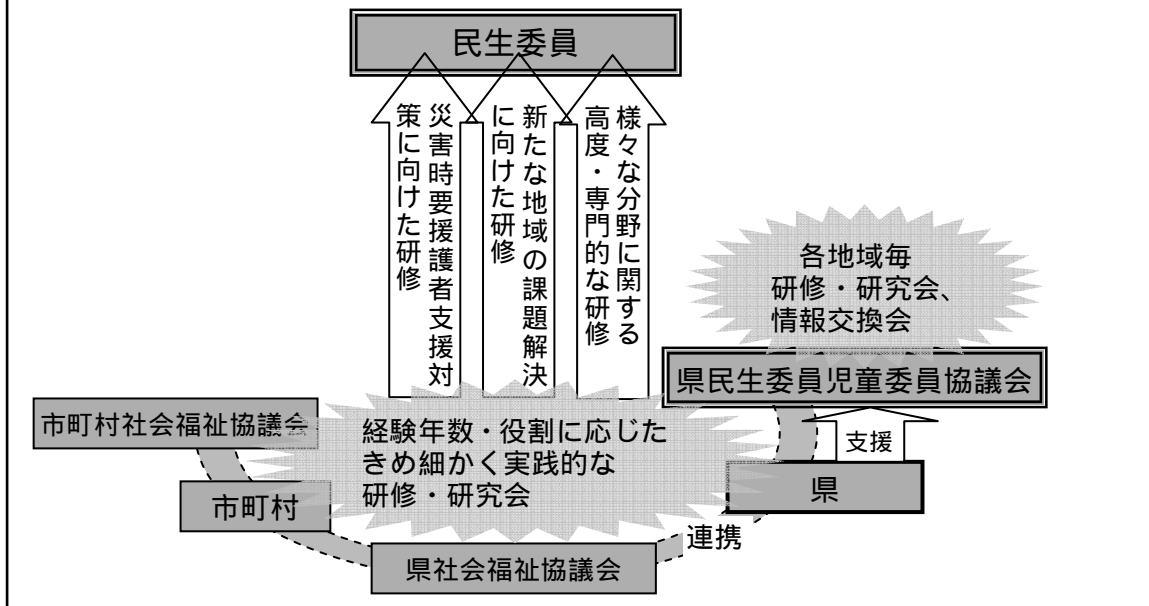 民生委員
災害時要援護者支援対
策に向けた研修
新たな地域の課題解決
に向けた研修
様々な分野に関する
高度・専門的な研修
各地域毎
研修・研究会、
情報交換会
県民生委員児童委員協議会
市町村社会福祉協議会
経験年数・役割に応じた
きめ細かく実践的な
研修・研究会
支援
県
市町村
連携
県社会福祉協議会